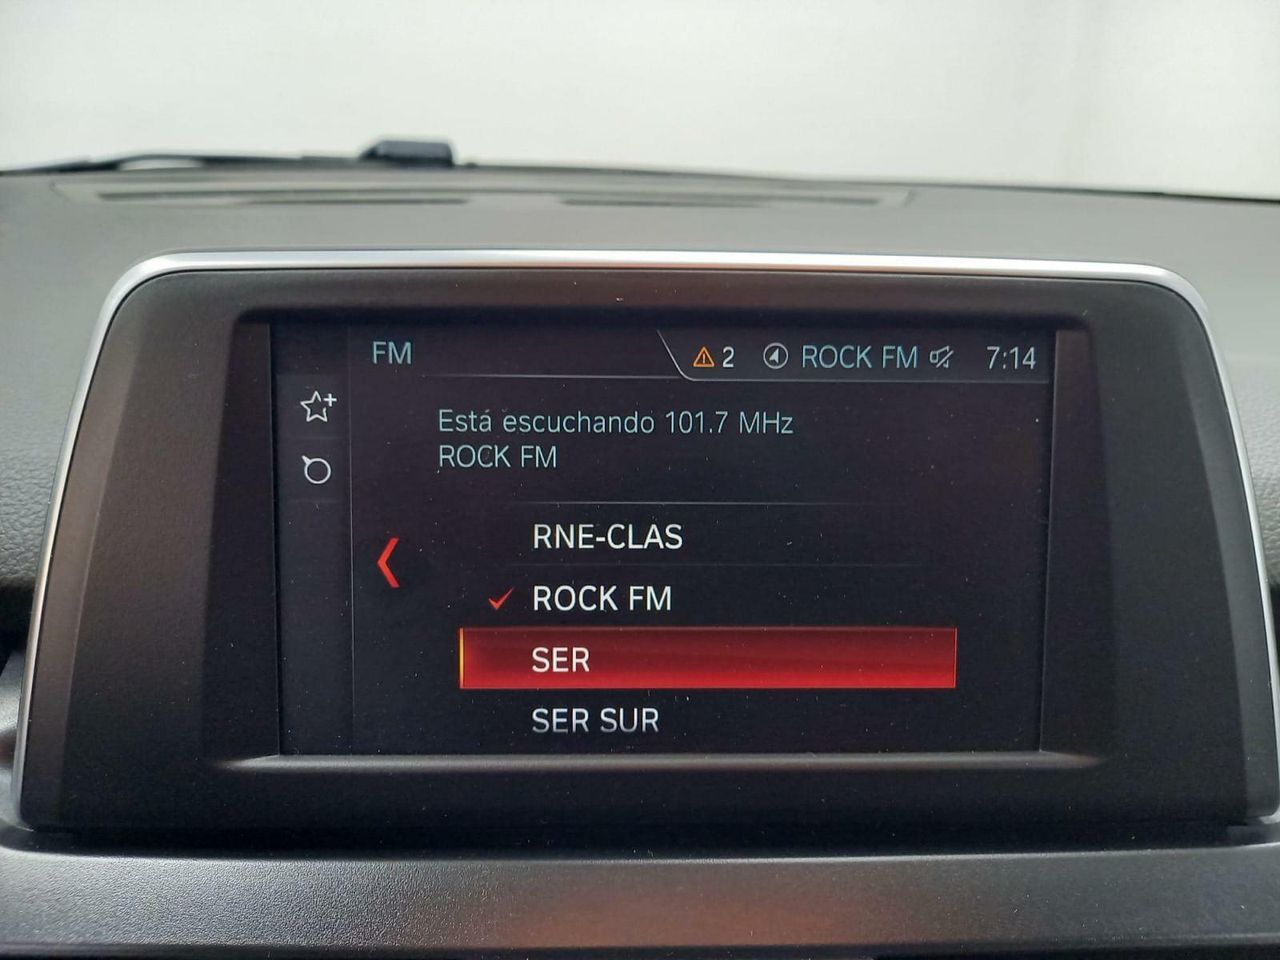 FM
2 ROCK FM 7:14
Está escuchando 101.7 MHz
ROCK FM
RNE-CLAS
ROCK FM
SER
SER SUR